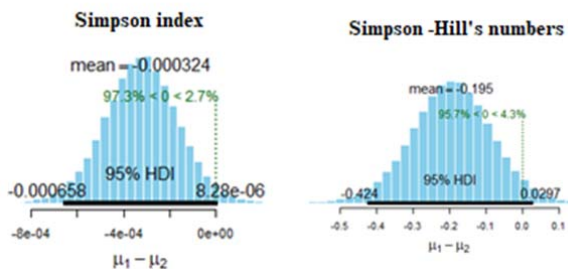 Simpson index
mean = -0.000324
97.3% < 0 < 2.7%
95% HDI
-0.000658
8.28e-06
-8e-04
-4e-04
0e+00
μ1 − μ2
Simpson -Hill's numbers
mean = -0.195
95.7% < 0 < 4.3%
95% HDI
-0.424
0.0297
-0.5
-0.4
-0.3
-0.2
-0.1
0.0
0.1
μ1 − μ2